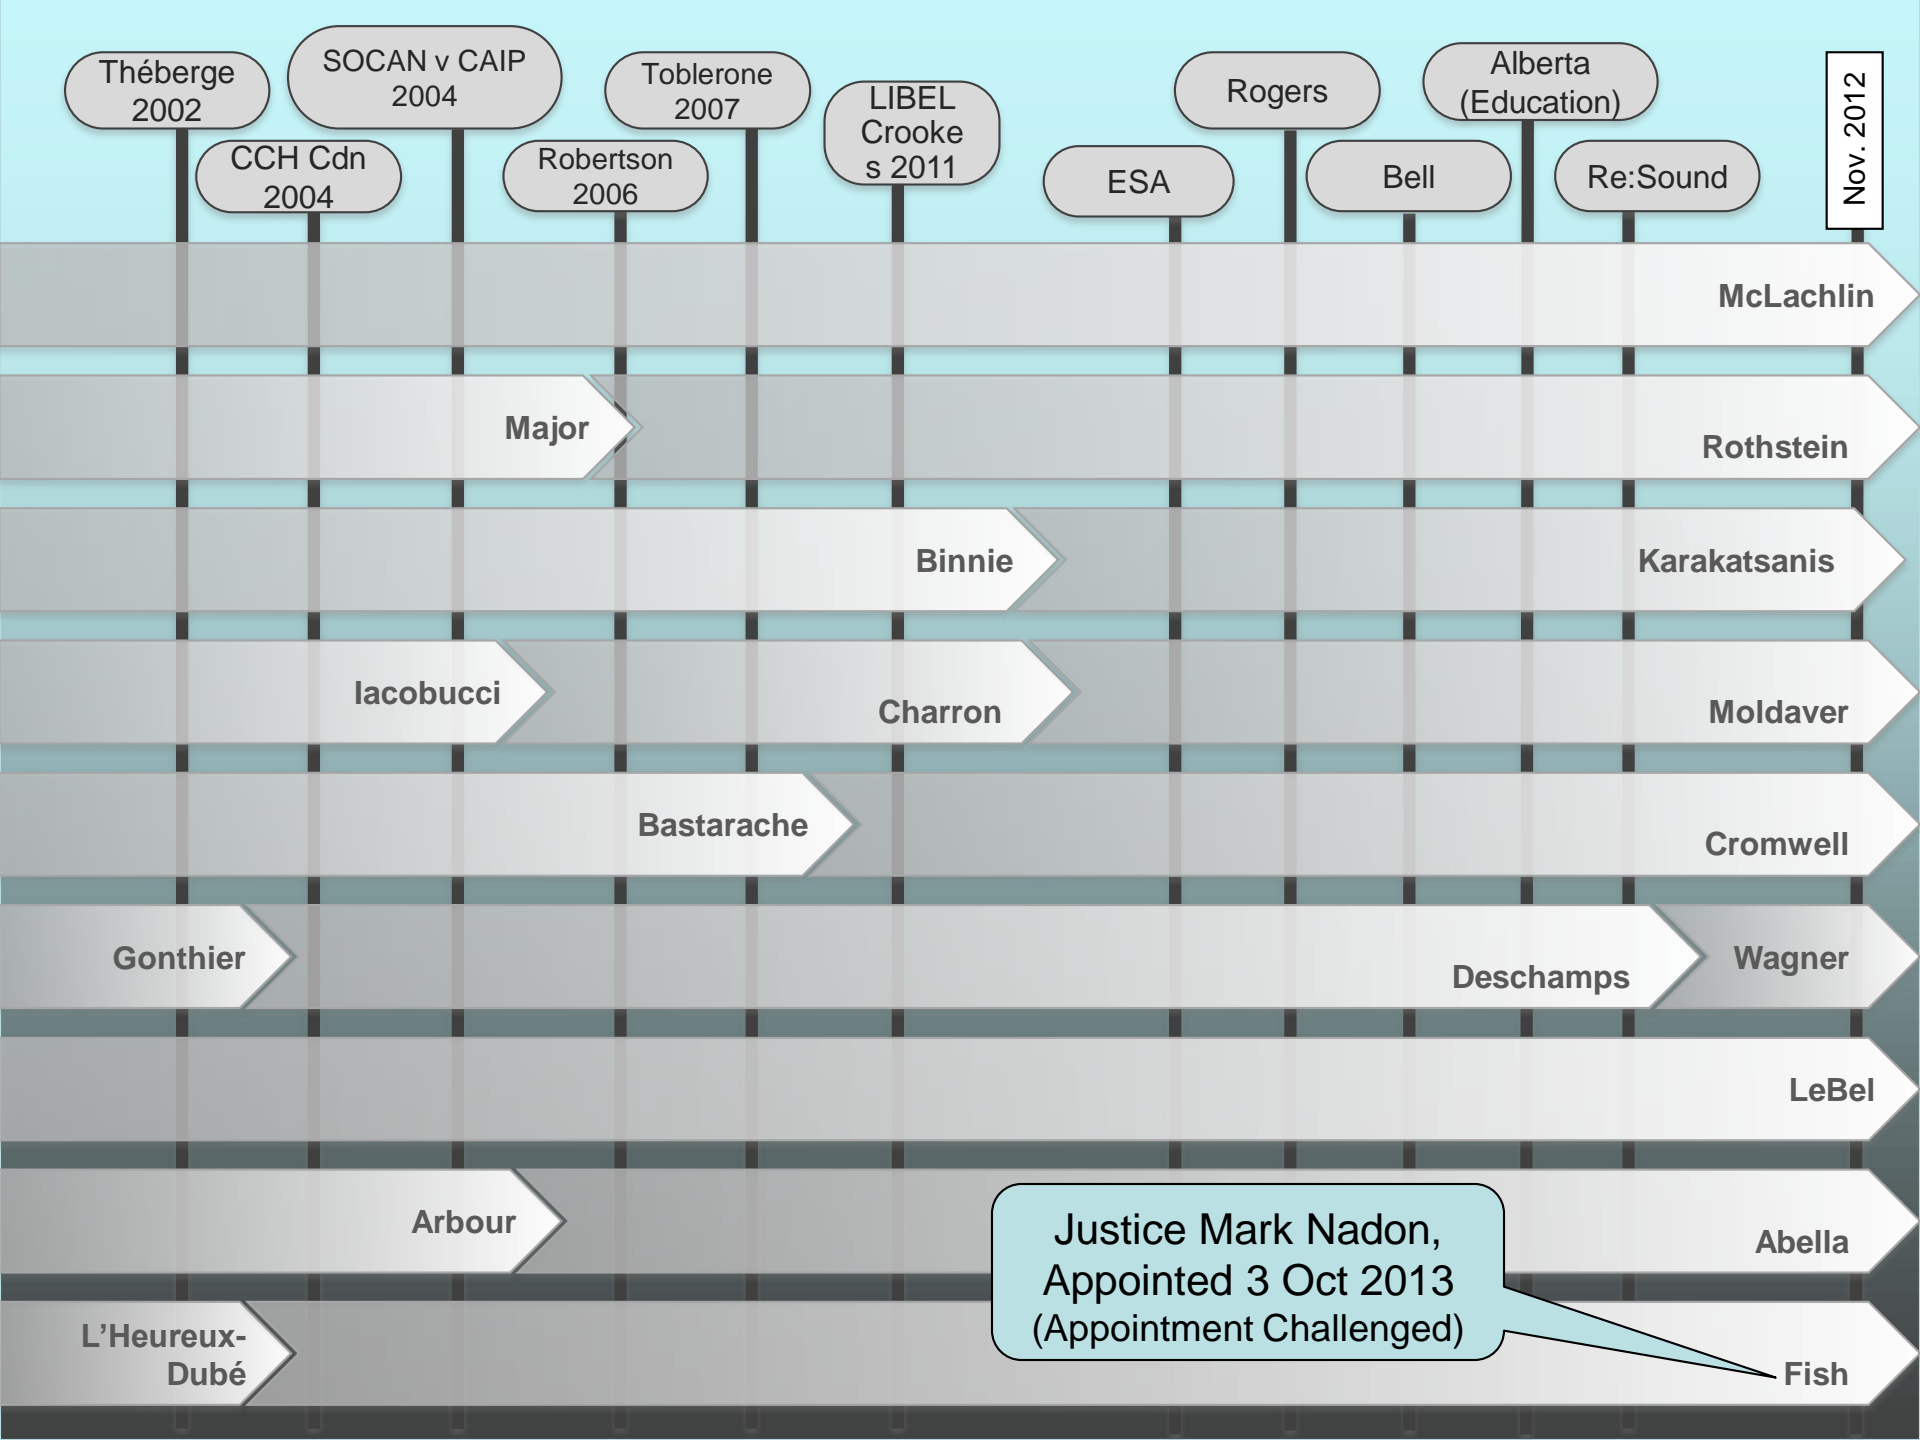 Théberge
2002
SOCAN v CAIP
2004
Toblerone
2007
LIBEL
Crooke
s 2011
Rogers
Alberta
(Education)
Nov. 2012
CCH Cdn
2004
Robertson
2006
ESA
Bell
Re:Sound
McLachlin
Major
Rothstein
Binnie
Karakatsanis
Iacobucci
Charron
Moldaver
Bastarache
Cromwell
Gonthier
Deschamps
Wagner
LeBel
Arbour
Abella
Justice Mark Nadon,
Appointed 3 Oct 2013
(Appointment Challenged)
L’Heureux-
Dubé
Fish